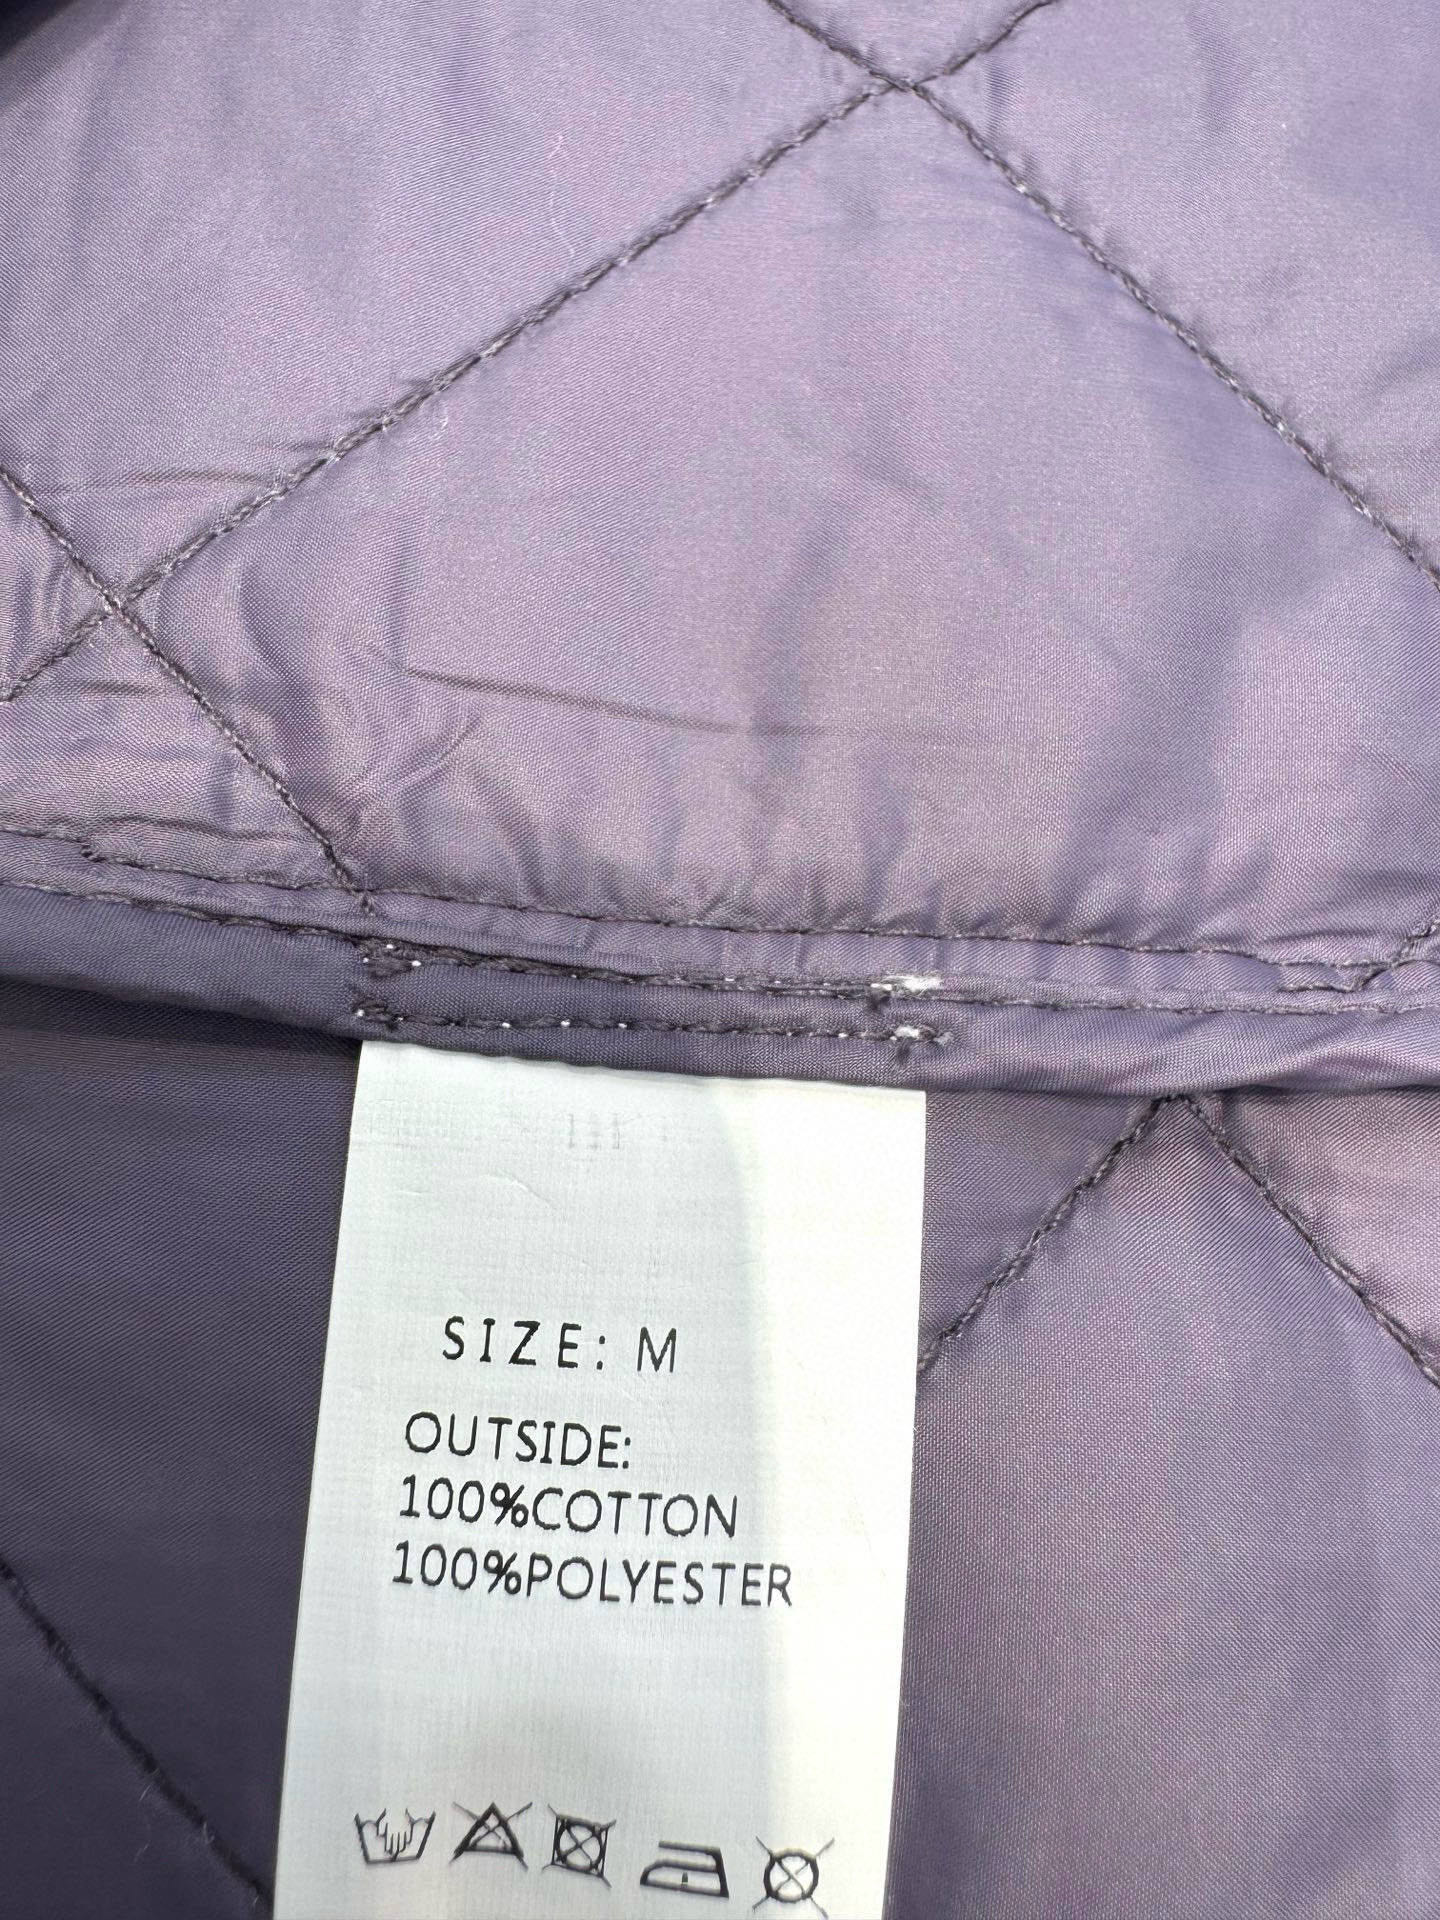 SIZE: M
OUTSIDE:
100%COTTON
100%POLYESTER